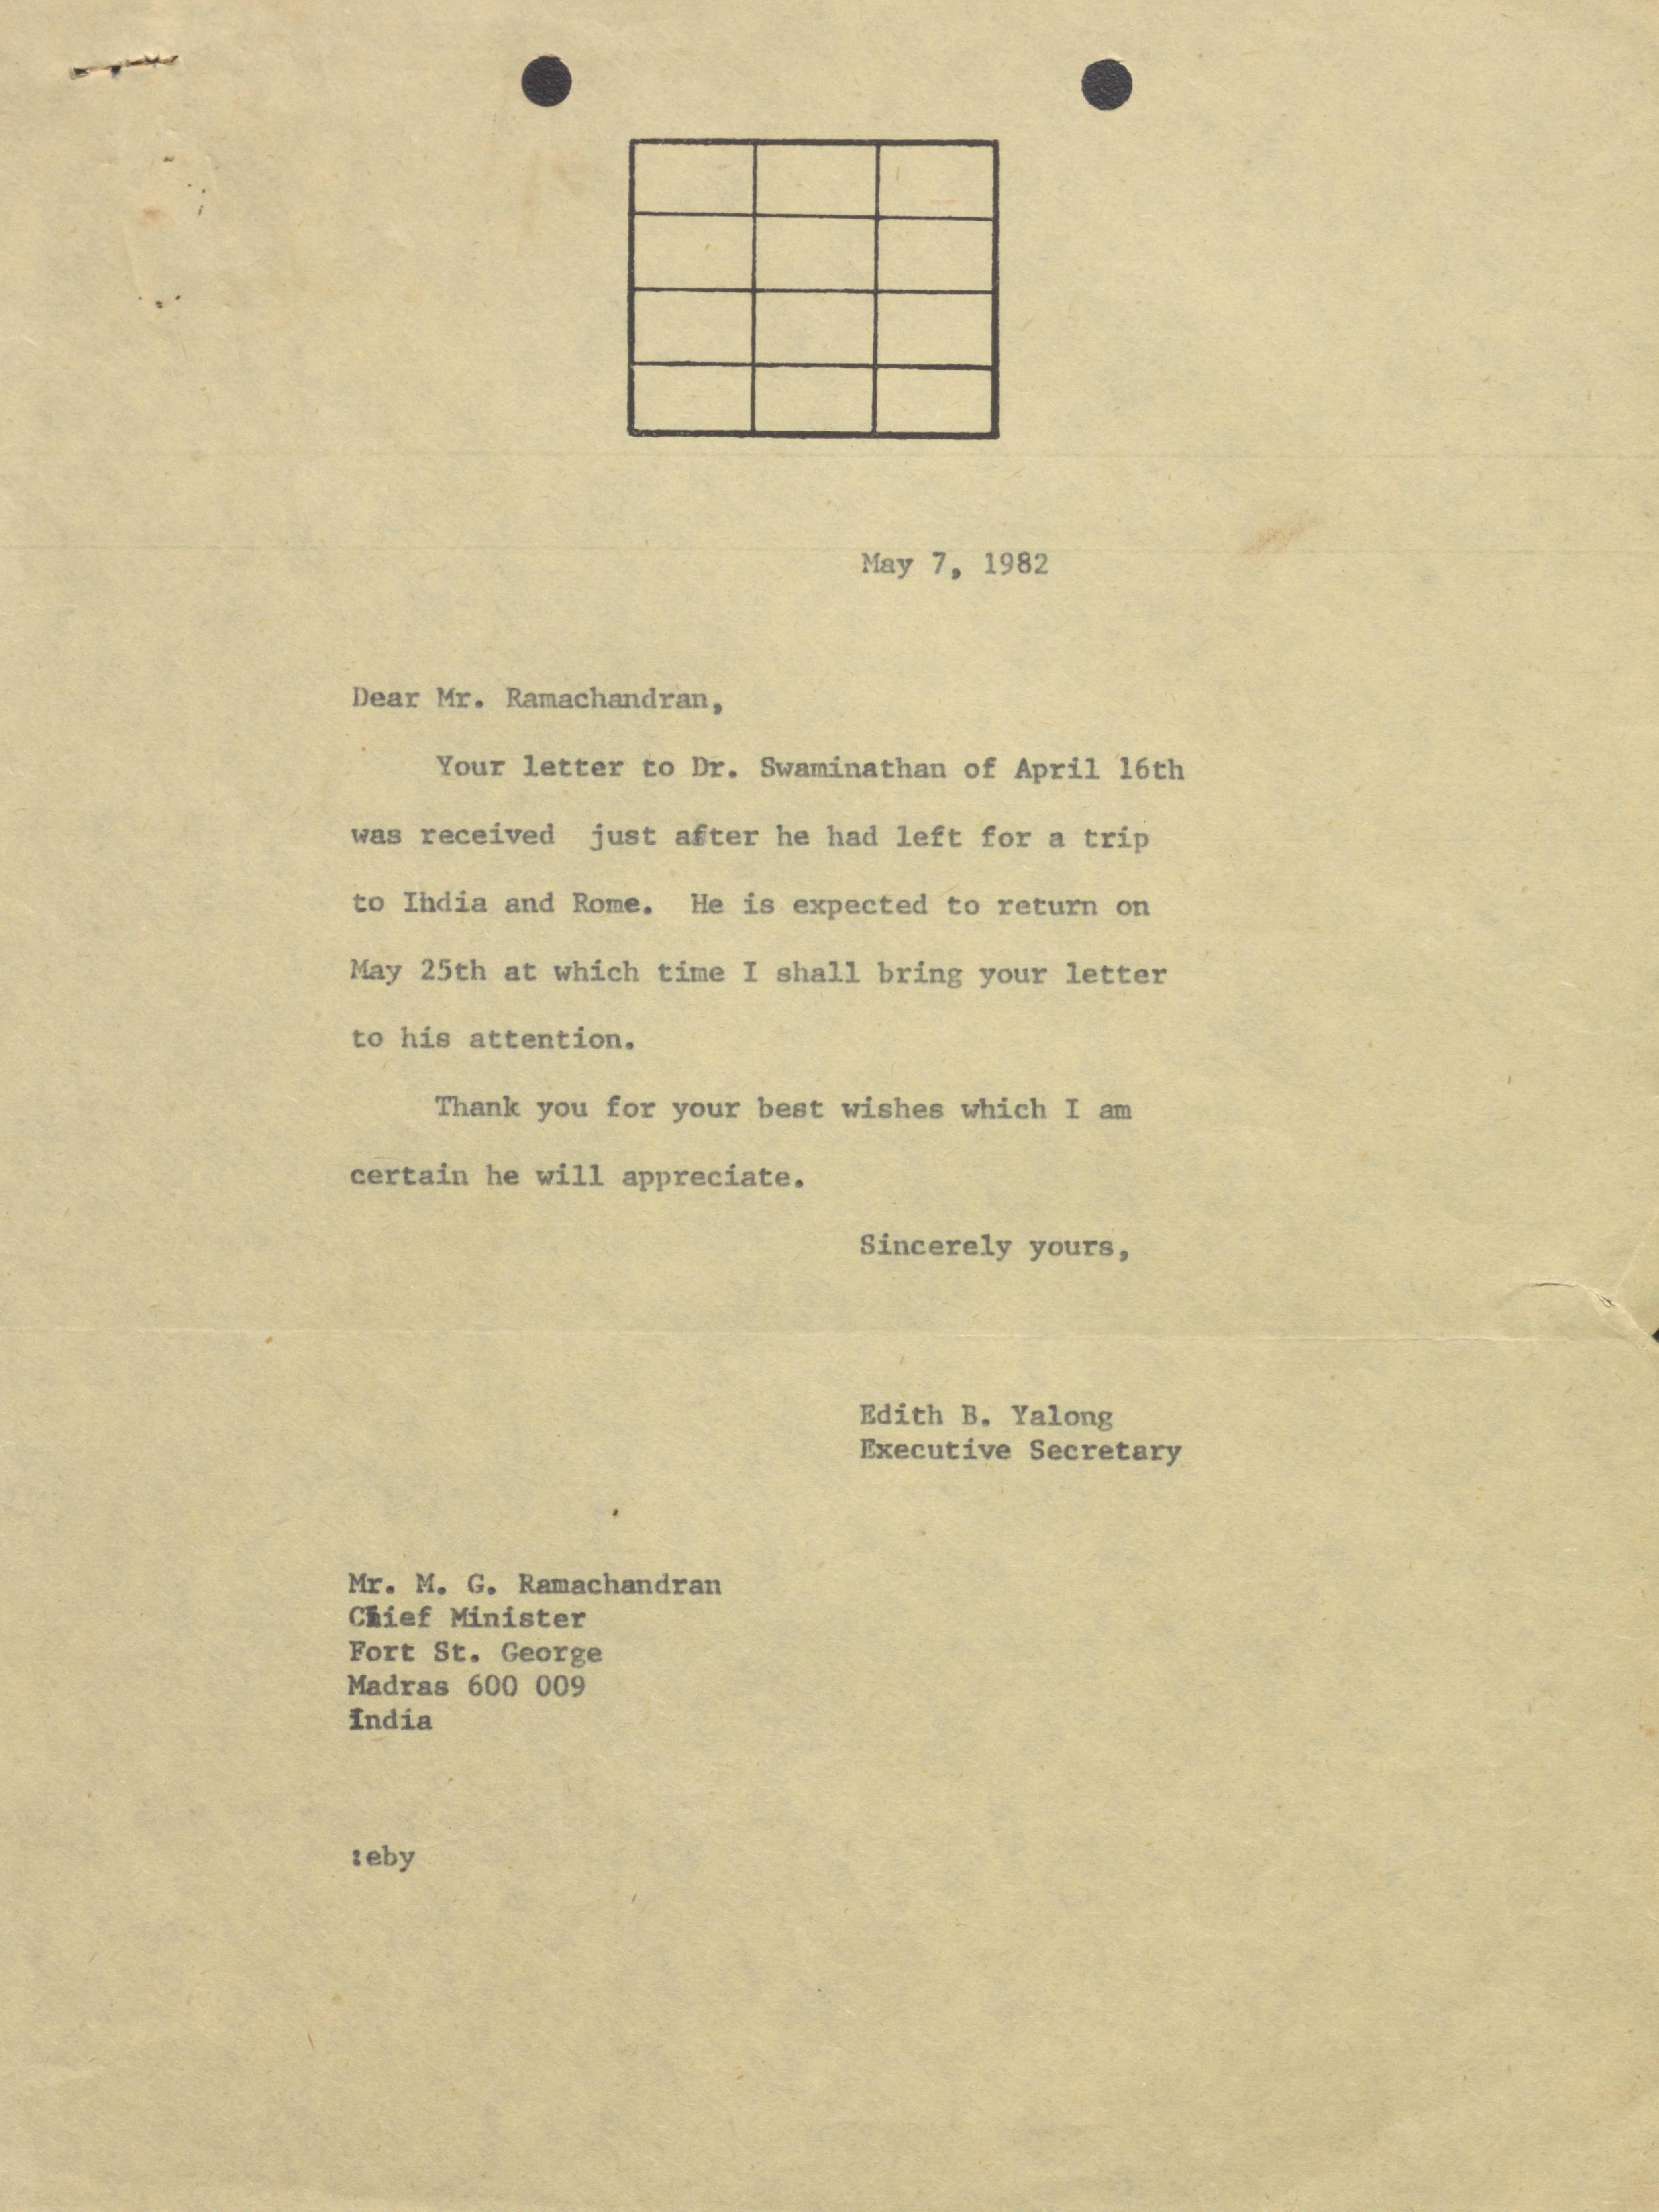 May 7, 1982
Dear Mr. Ramachandran,
Your letter to Dr. Swaminathan of April 16th
was received  just after he had left for a trip
to Ihdia and Rome.  He is expected to return on
May 25th at which time I shall bring your letter
to his attention.
Thank you for your best wishes which I am
certain he will appreciate.
Sincerely yours,
Edith B. Yalong
Executive Secretary
Mr. M. G. Ramachandran
Chief Minister
Fort St. George
Madras 600 009
India
:eby